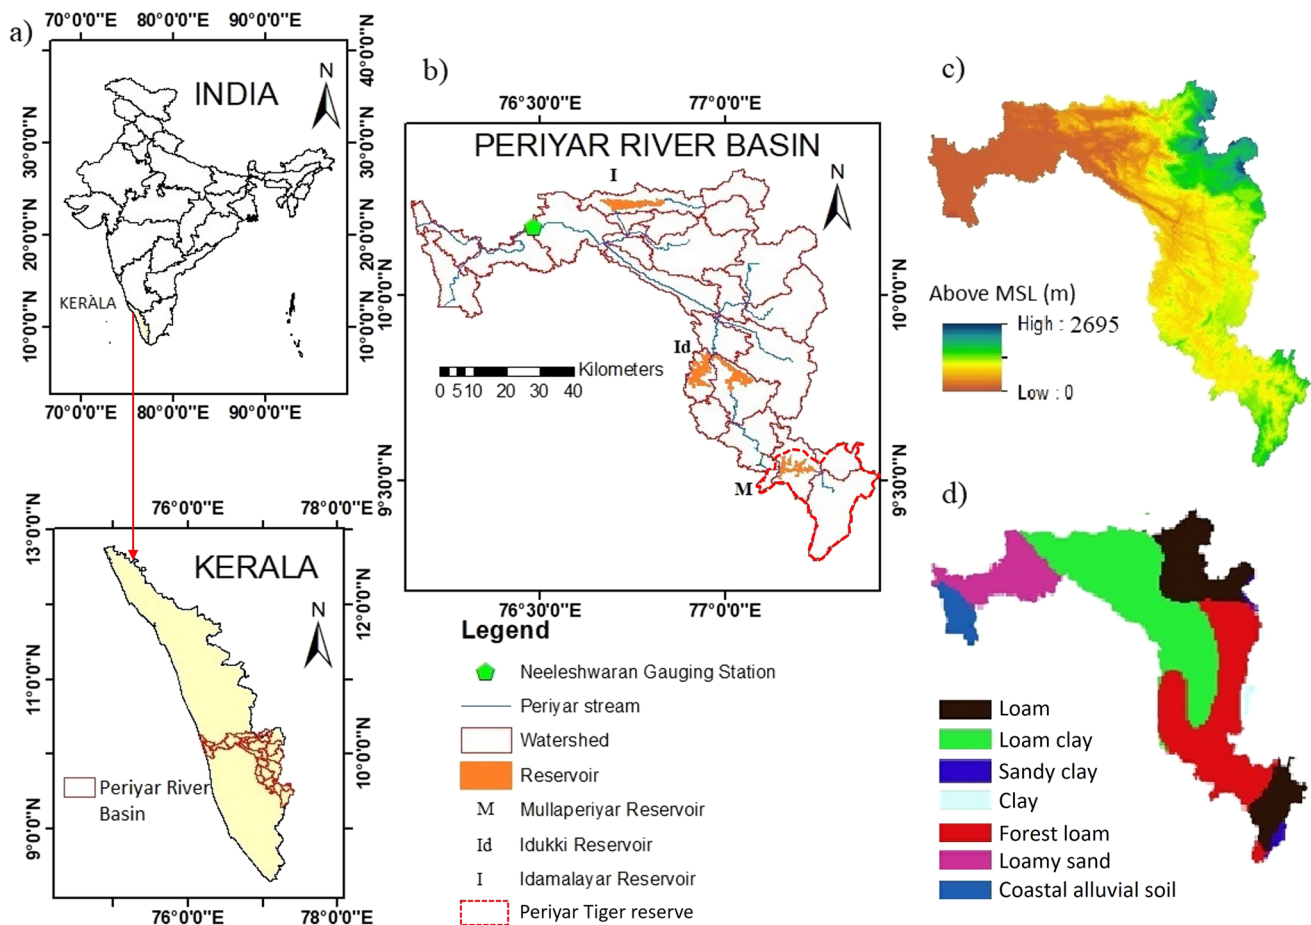 a)
70°0'0"E 80°0'0"E 90°0'0"E
INDIA
N
KERÀLA
40°0'0"N
30°0'0"N
30°0'0"N
20°0'0"N
20°0'0"N
10°0'0"N
10°0'0"N
70°0'0"E 80°0'0"E 90°0'0"E
76°0'0"E 78°0'0"E
KERALA
N
13°0'0"N
12°0'0"N
11°0'0"N
10°0'0"N
9°0'0"N
Periyar River
Basin
76°0'0"E 78°0'0"E
b)
76°30'0"E 77°0'0"E
PERIYAR RIVER BASIN
I
N
Id
Kilometers
0 5 10 20 30 40
M
10°0'0"N
10°0'0"N
9°30'0"N
9°30'0"N
76°30'0"E 77°0'0"E
Legend
Neeleshwaran Gauging Station
Periyar stream
Watershed
Reservoir
M Mullaperiyar Reservoir
Id Idukki Reservoir
I Idamalayar Reservoir
Periyar Tiger reserve
c)
Above MSL (m)
High : 2695
Low : 0
d)
Loam
Loam clay
Sandy clay
Clay
Forest loam
Loamy sand
Coastal alluvial soil